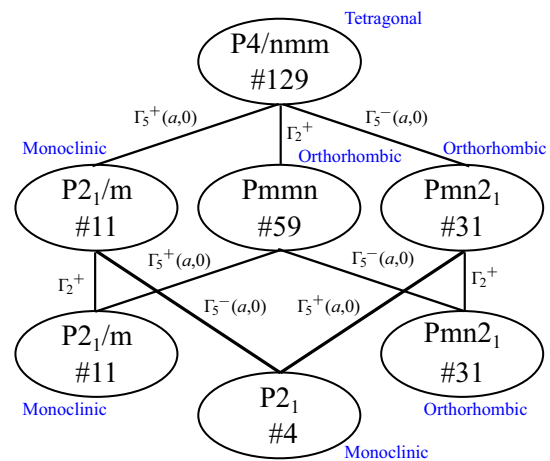 Tetragonal
P4/nmm
#129
Γ₅⁺(a,0)
Γ₂⁺
Γ₅⁻(a,0)
Monoclinic
Orthorhombic
Orthorhombic
P2₁/m
#11
Pmmn
#59
Pmn2₁
#31
Γ₂⁺
Γ₅⁺(a,0)
Γ₅⁻(a,0)
Γ₂⁺
Γ₅⁻(a,0)
Γ₅⁺(a,0)
P2₁/m
#11
Pmn2₁
#31
P2₁
#4
Monoclinic
Orthorhombic
Monoclinic